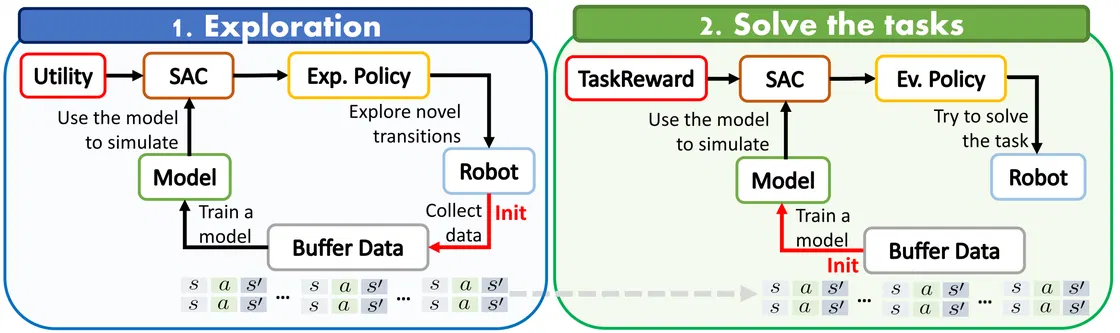 1. Exploration
Utility
SAC
Exp. Policy
Use the model
to simulate
Explore novel
transitions
Model
Robot
Train a
model
Collect
data
Init
Buffer Data
s a s′ ... s a s′ ... s a s′
s a s′ s a s′ s a s′
2. Solve the tasks
TaskReward
SAC
Ev. Policy
Use the model
to simulate
Try to solve
the task
Model
Robot
Train a
model
Init
Buffer Data
s a s′ ... s a s′ ... s a s′
s a s′ s a s′ s a s′